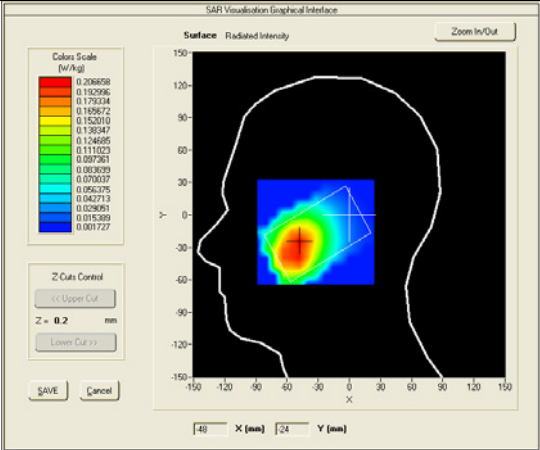 SAR Visualisation Graphical Interface
Surface Radiated Intensity
Zoom In/Out
Colors Scale
(W/kg)
0.206658
0.192996
0.179334
0.165672
0.152010
0.138347
0.124685
0.111023
0.097361
0.083699
0.070037
0.056375
0.042713
0.029051
0.015389
0.001727
Z-Cuts Control
<< Upper Cut
Z = 0.2 mm
Lower Cut >>
SAVE
Cancel
150-
120-
90-
60-
30-
0-
-30-
-60-
-90-
-120-
-150-
Y
-150 -120 -90 -60 -30 0 30 60 90 120 150
X
-48 X (mm) -24 Y (mm)